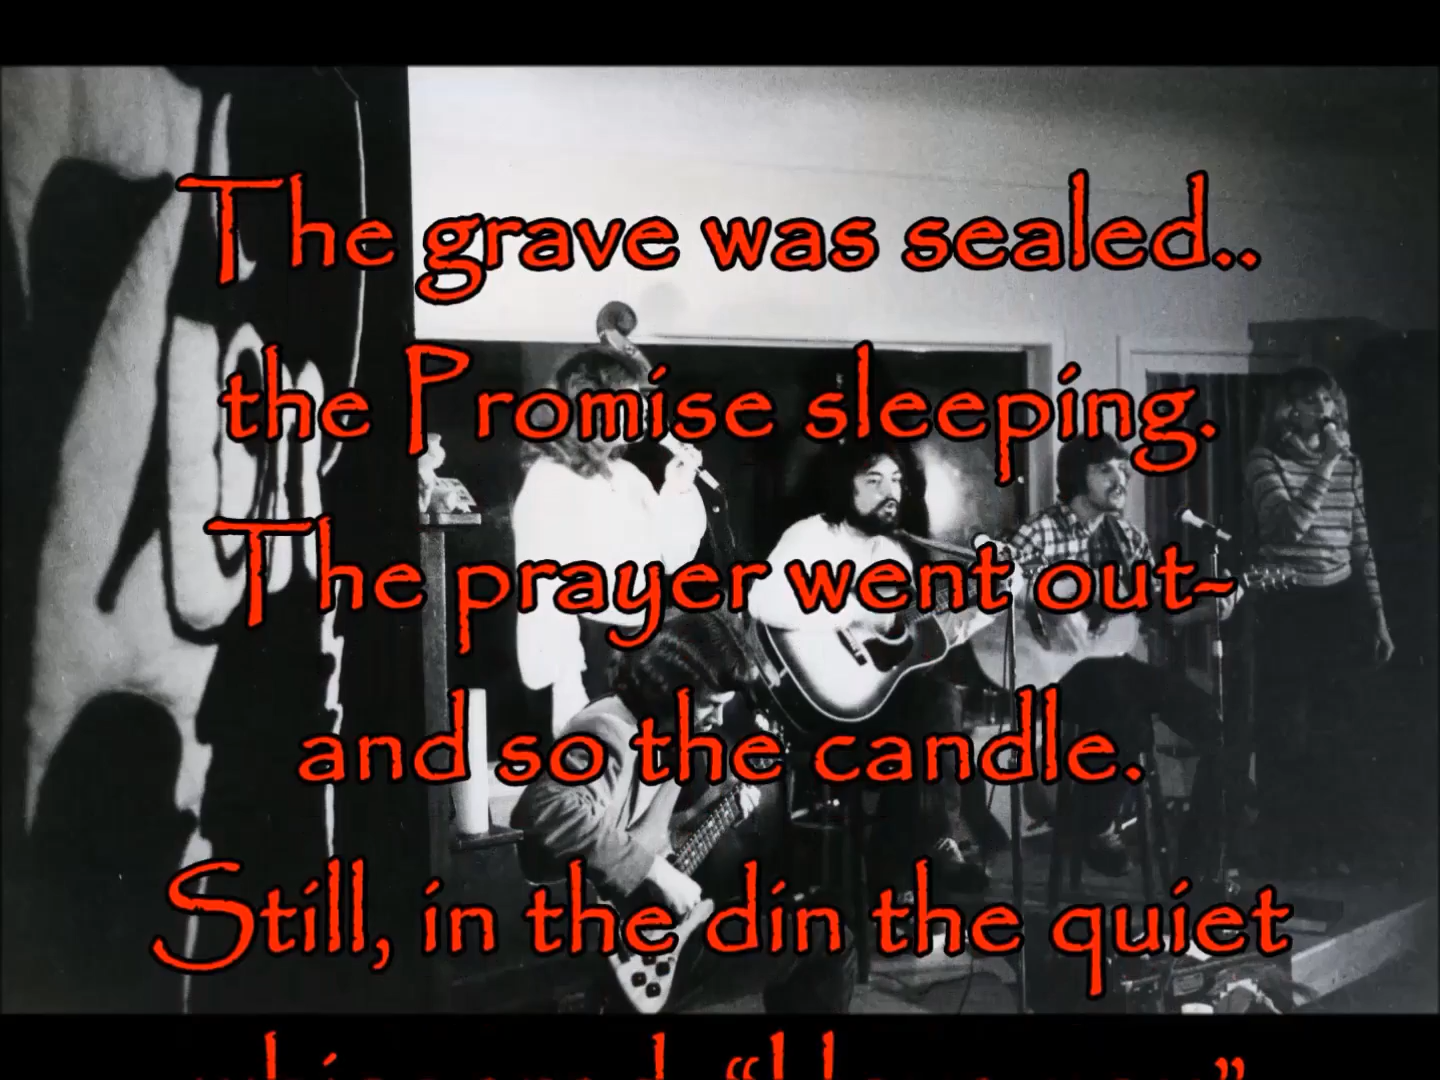 The grave was sealed..
the Promise sleeping.
The prayer went out-
and so the candle.
Still, in the din the quiet